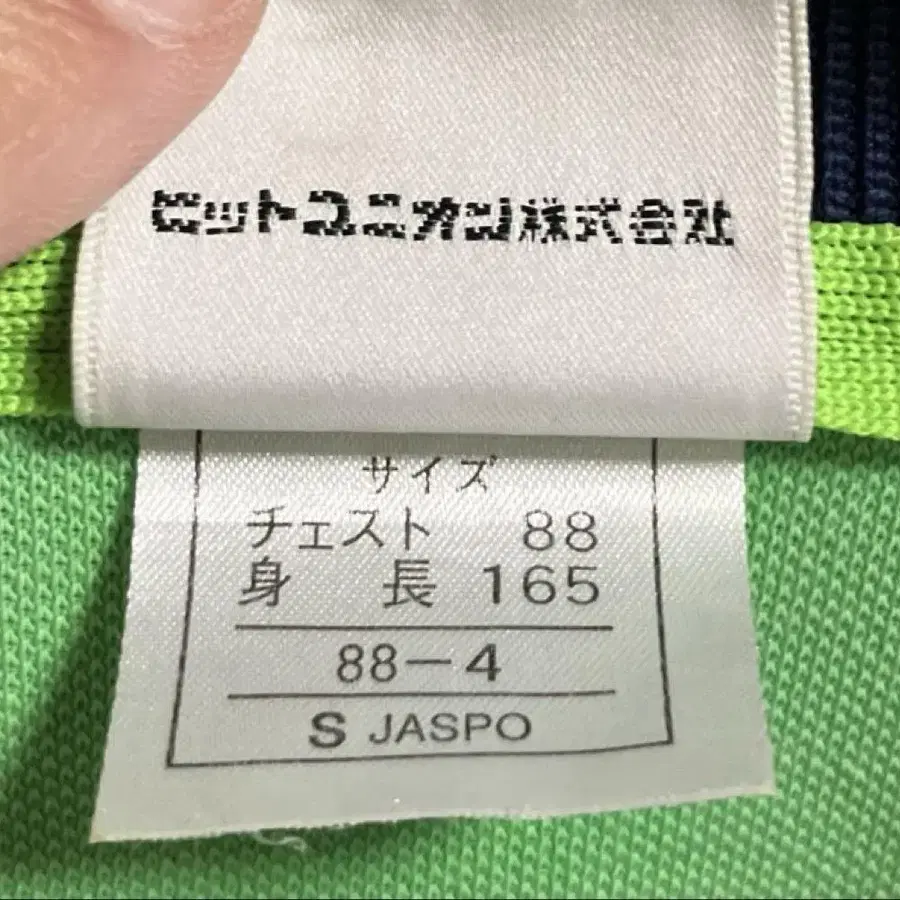 ヒットユニオン株式会社
サイズ
チェスト 88
身 長 165
88-4
S JASPO